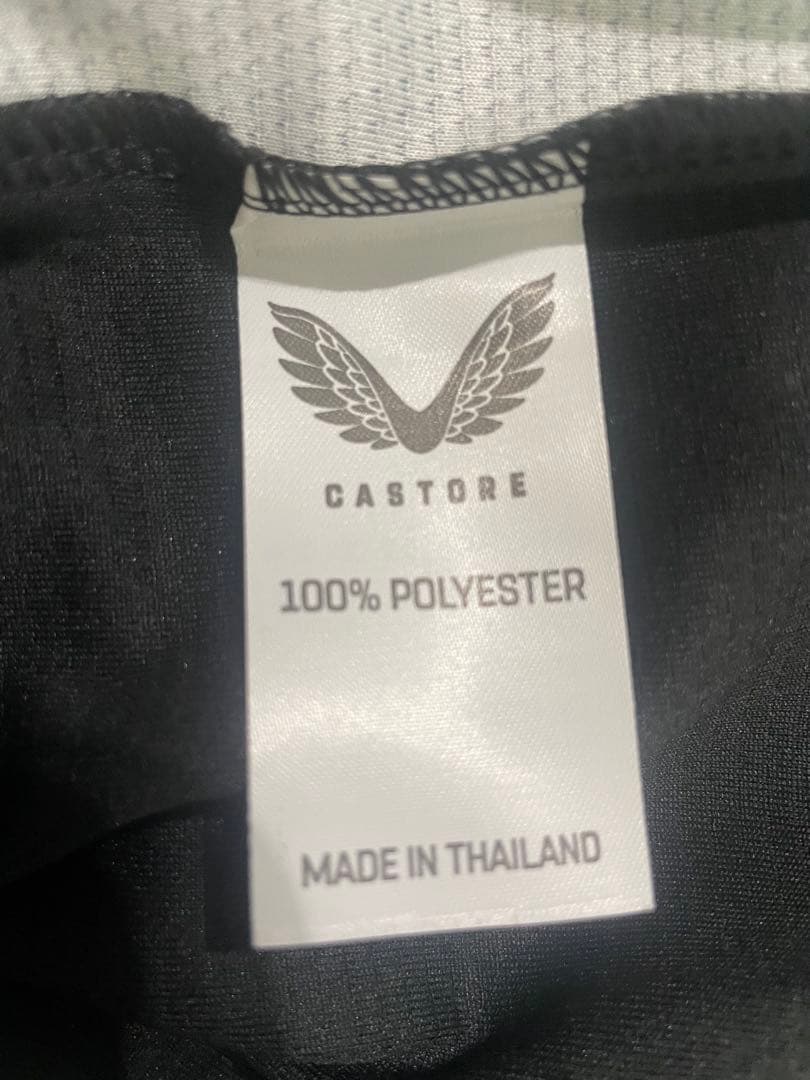 CASTORE
100% POLYESTER
MADE IN THAILAND